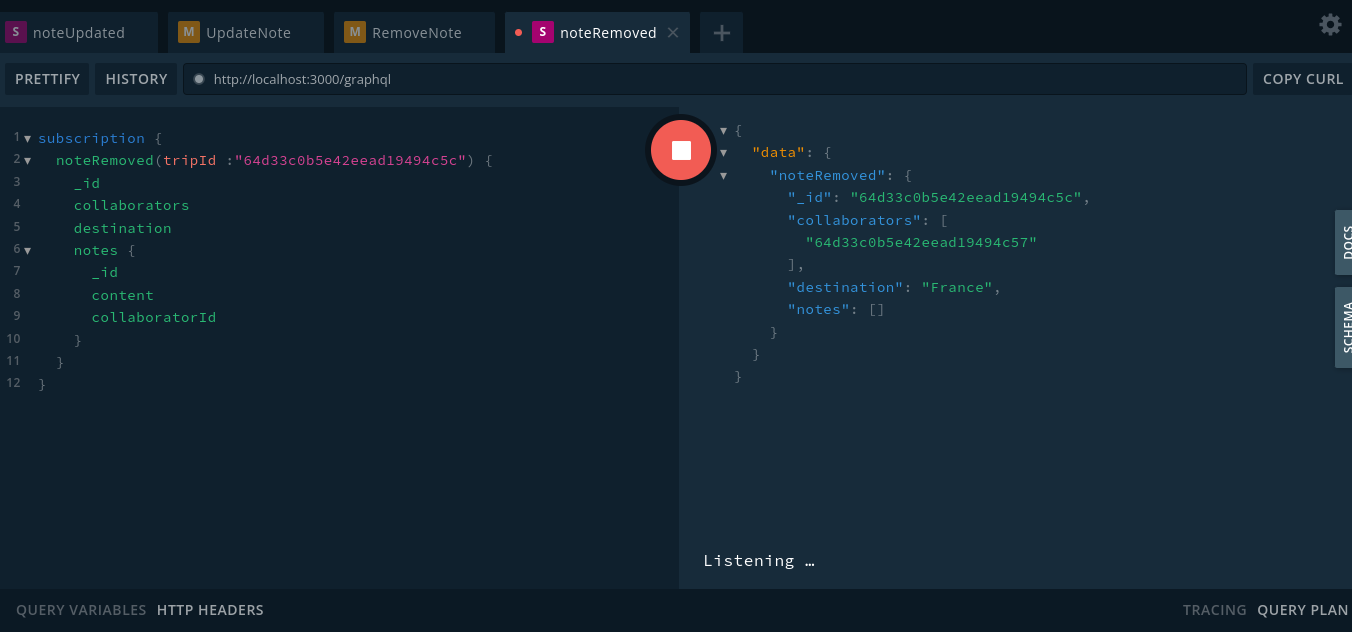 S noteUpdated M UpdateNote M RemoveNote S noteRemoved × +
PRETTIFY HISTORY http://localhost:3000/graphql COPY CURL
1 subscription {
2 noteRemoved(tripId :"64d33c0b5e42eead19494c5c") {
3 _id
4 collaborators
5 destination
6 notes {
7 _id
8 content
9 collaboratorId
10 }
11 }
12 }
{
"data": {
"noteRemoved": {
"_id": "64d33c0b5e42eead19494c5c",
"collaborators": [
"64d33c0b5e42eead19494c57"
],
"destination": "France",
"notes": []
}
}
}
Listening …
DOCS
SCHEMA
QUERY VARIABLES HTTP HEADERS TRACING QUERY PLAN